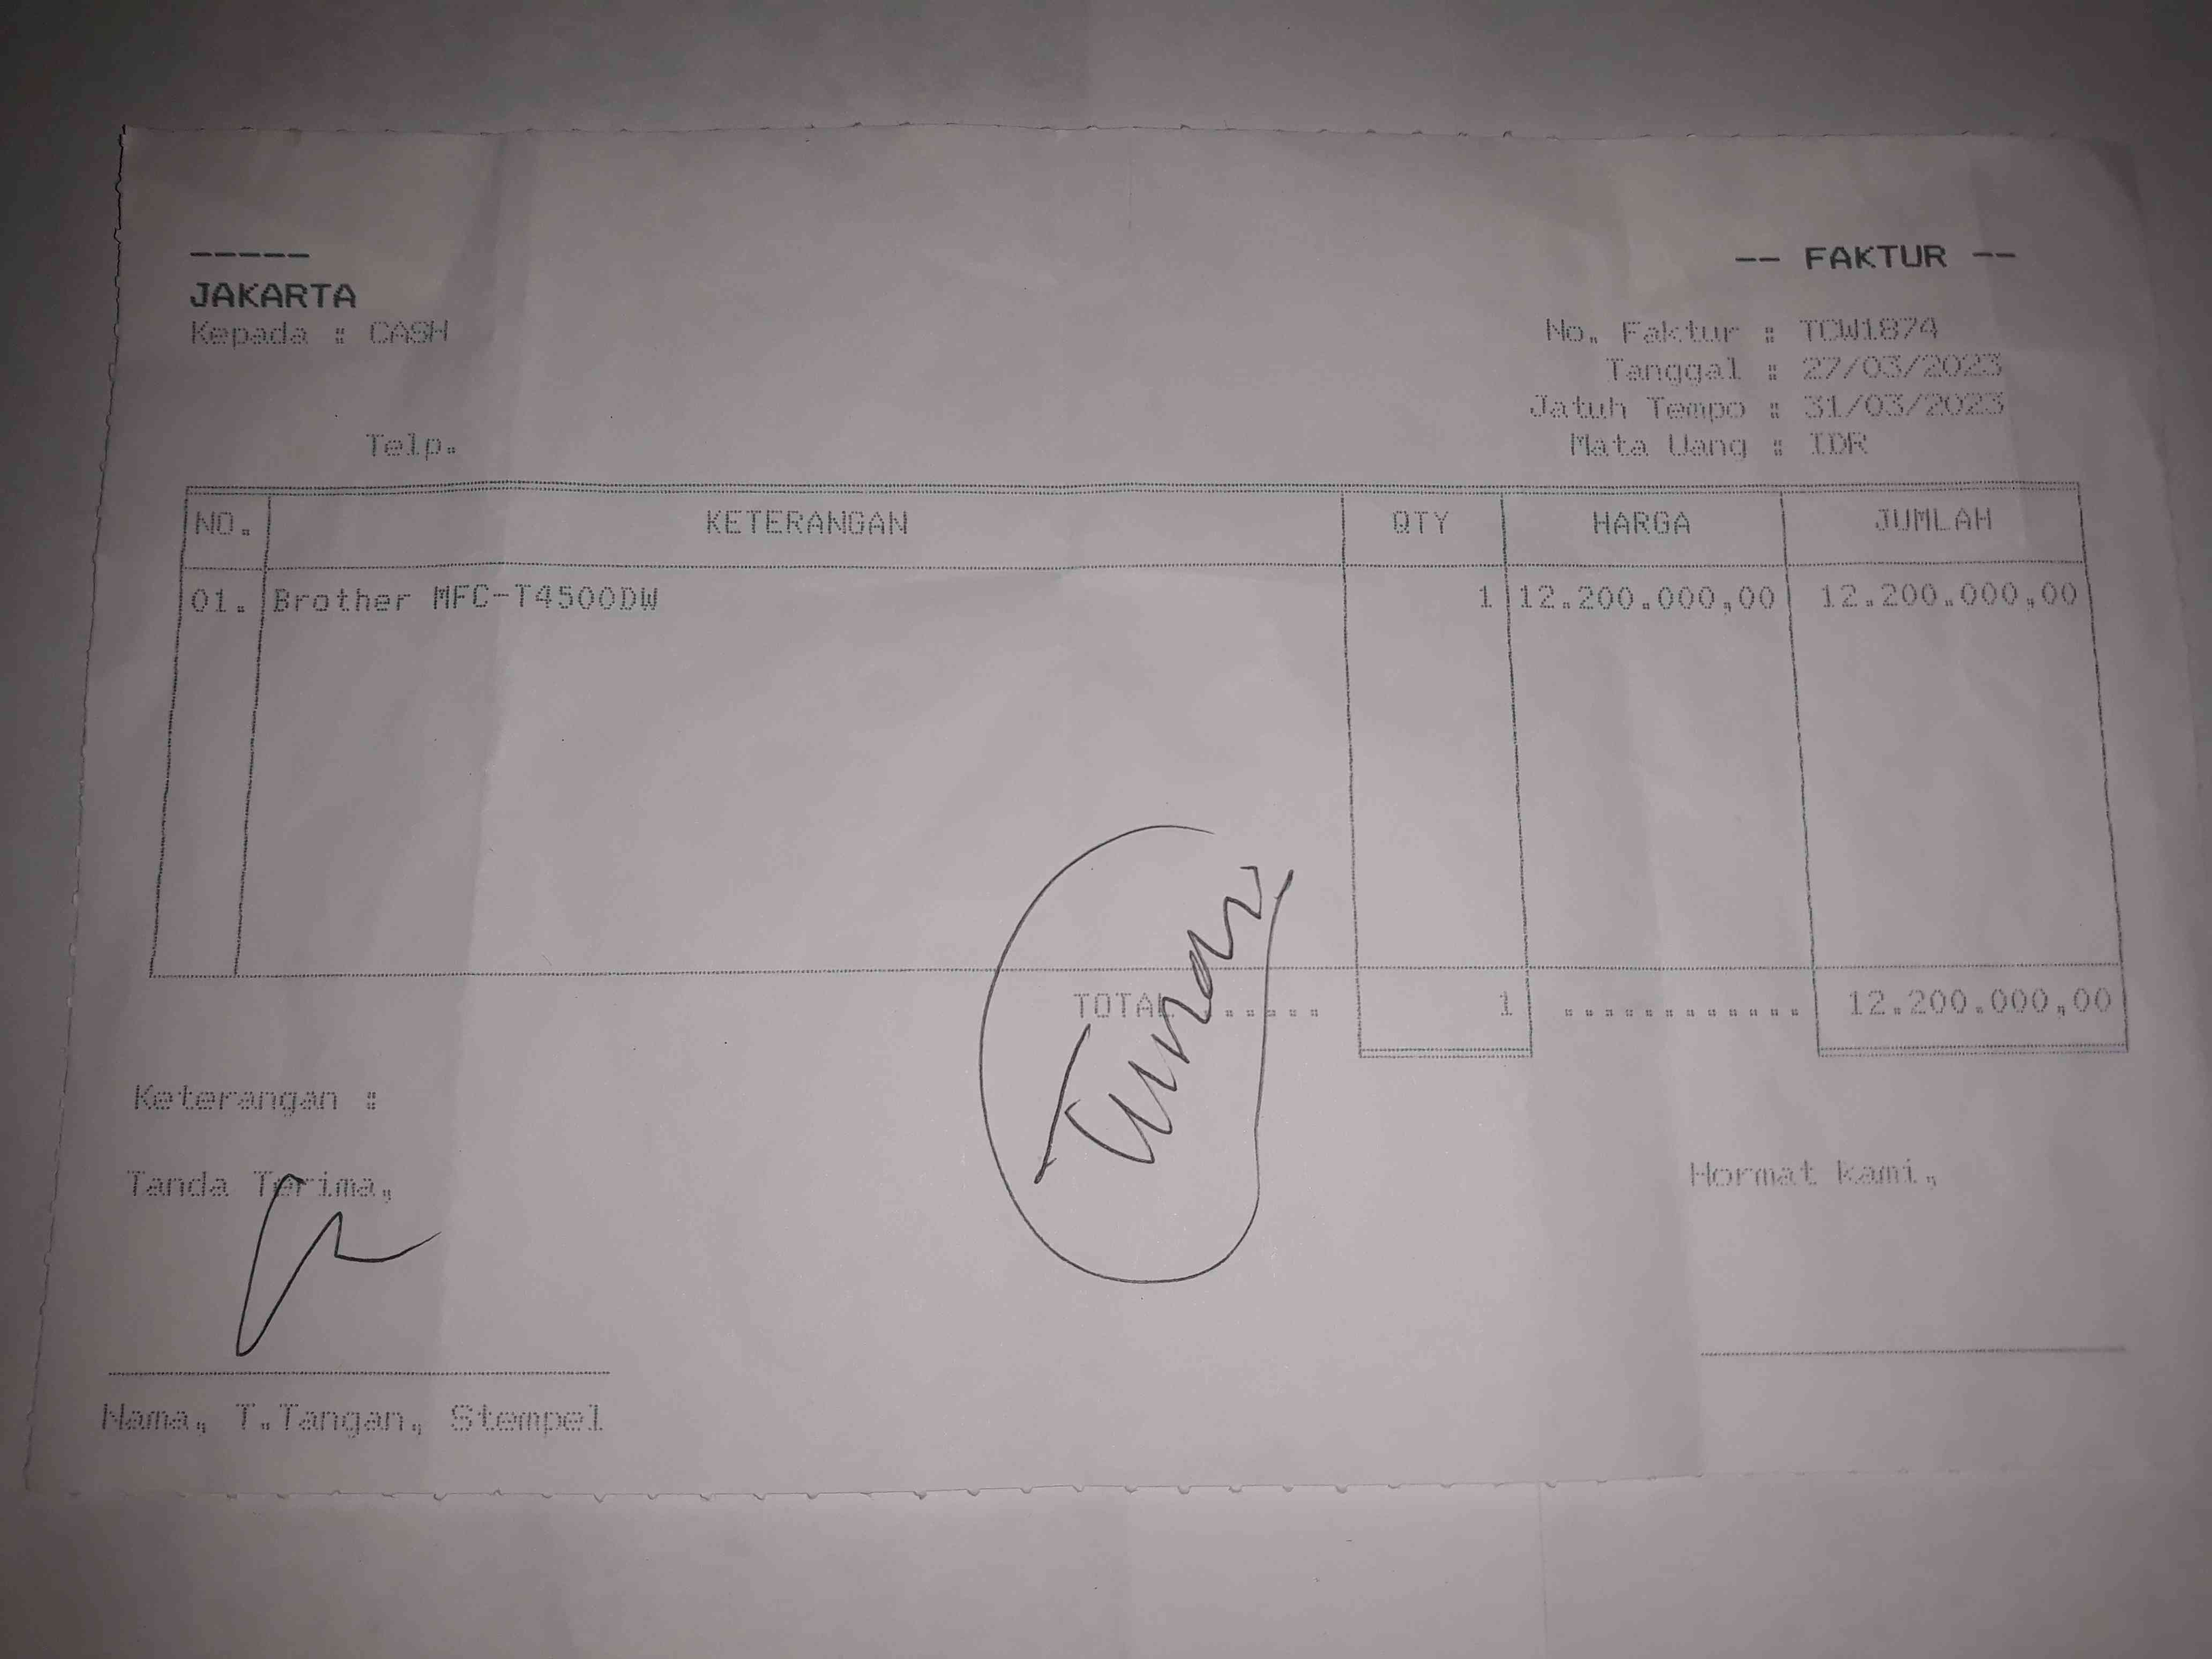 -----
JAKARTA
Kepada : CASH
Telp.
-- FAKTUR --
No. Faktur : TCW1874
Tanggal : 27/03/2023
Jatuh Tempo : 31/03/2023
Mata Uang : IDR
NO. KETERANGAN QTY HARGA JUMLAH
01. Brother MFC-T4500DW 1 12.200.000,00 12.200.000,00
TOTAL ...... 1 ............ 12.200.000,00
Tunai
Keterangan :
Tanda Terima, Hormat kami,
Nama, T.Tangan, Stempel